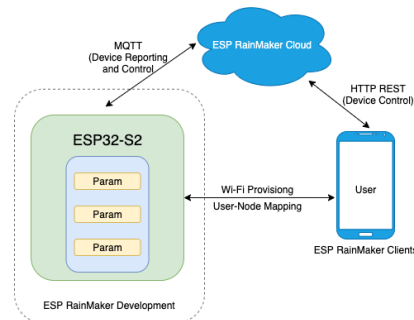 MQTT
(Device Reporting
and Control
ESP RainMaker Cloud
HTTP REST
(Device Control)
ESP32-S2
Param
Param
Param
Wi-Fi Provisiong
User-Node Mapping
User
ESP RainMaker Clients
ESP RainMaker Development